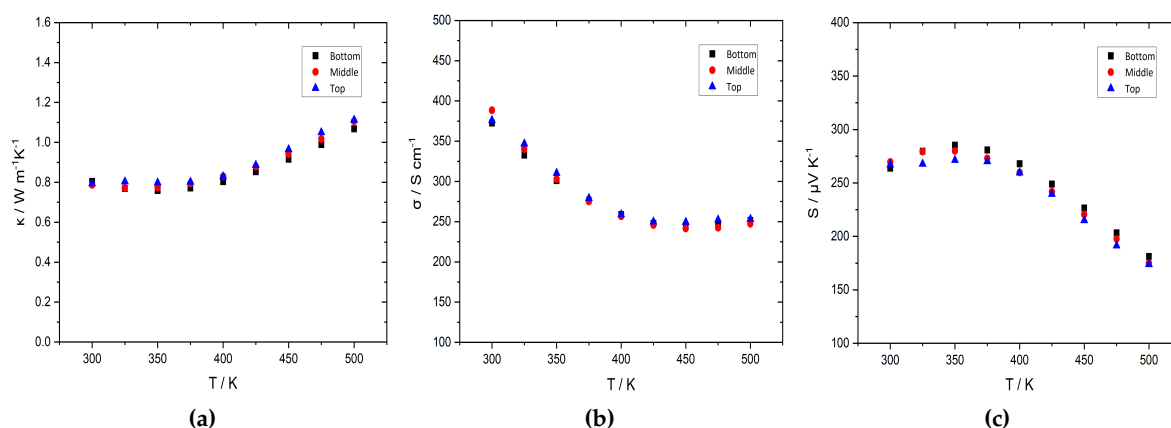 1.6
1.4
1.2
1.0
0.8
0.6
0.4
0.2
0.0
κ / W m⁻¹K⁻¹
Bottom
Middle
Top
300 350 400 450 500
T / K
(a)
500
450
400
350
300
250
200
150
100
σ / S cm⁻¹
Bottom
Middle
Top
300 350 400 450 500
T / K
(b)
400
350
300
250
200
150
100
S / μV K⁻¹
Bottom
Middle
Top
300 350 400 450 500
T / K
(c)